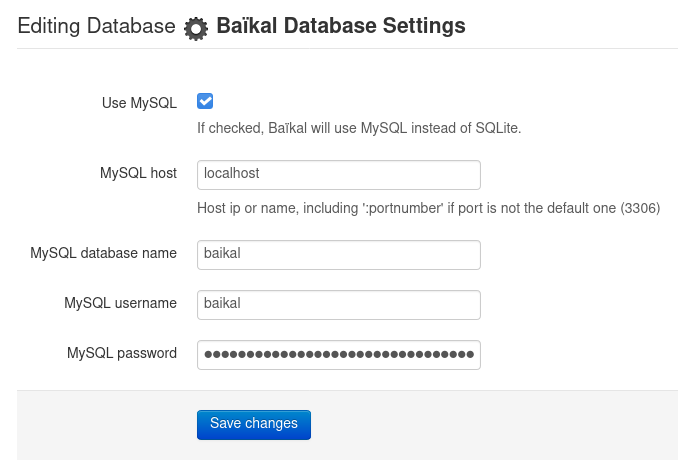 Editing Database Baïkal Database Settings
Use MySQL
If checked, Baïkal will use MySQL instead of SQLite.
MySQL host localhost
Host ip or name, including ':portnumber' if port is not the default one (3306)
MySQL database name baikal
MySQL username baikal
MySQL password ●●●●●●●●●●●●●●●●●●●●●●●●●●●●●●●●
Save changes